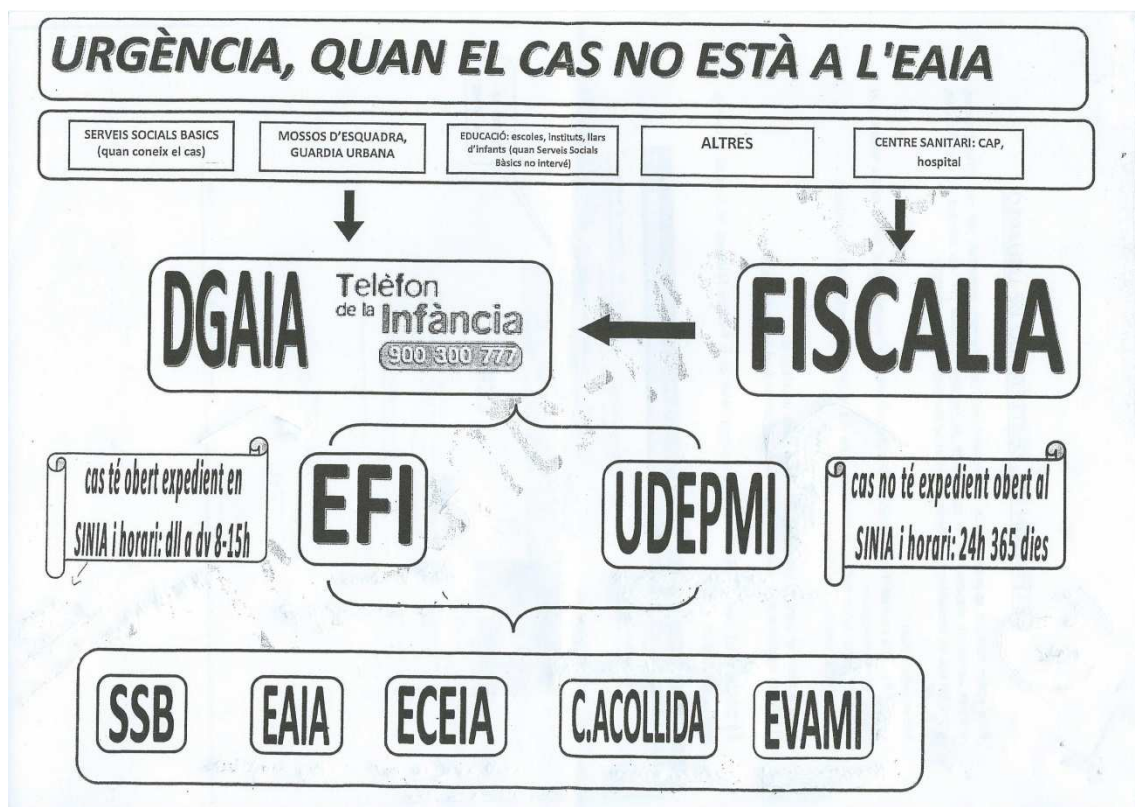 URGÈNCIA, QUAN EL CAS NO ESTÀ A L'EAIA
SERVEIS SOCIALS BASICS
(quan coneix el cas)
MOSSOS D'ESQUADRA,
GUARDIA URBANA
EDUCACIÓ: escoles, instituts, llars
d'infants (quan Serveis Socials
Bàsics no intervé)
ALTRES
CENTRE SANITARI: CAP,
hospital
DGAIA
Telèfon
de la Infància
900 300 777
FISCALIA
cas té obert expedient en
SINIA i horari: dll a dv 8-15h
EFI
UDEPMI
cas no té expedient obert al
SINIA i horari: 24h 365 dies
SSB
EAIA
ECEIA
C.ACOLLIDA
EVAMI